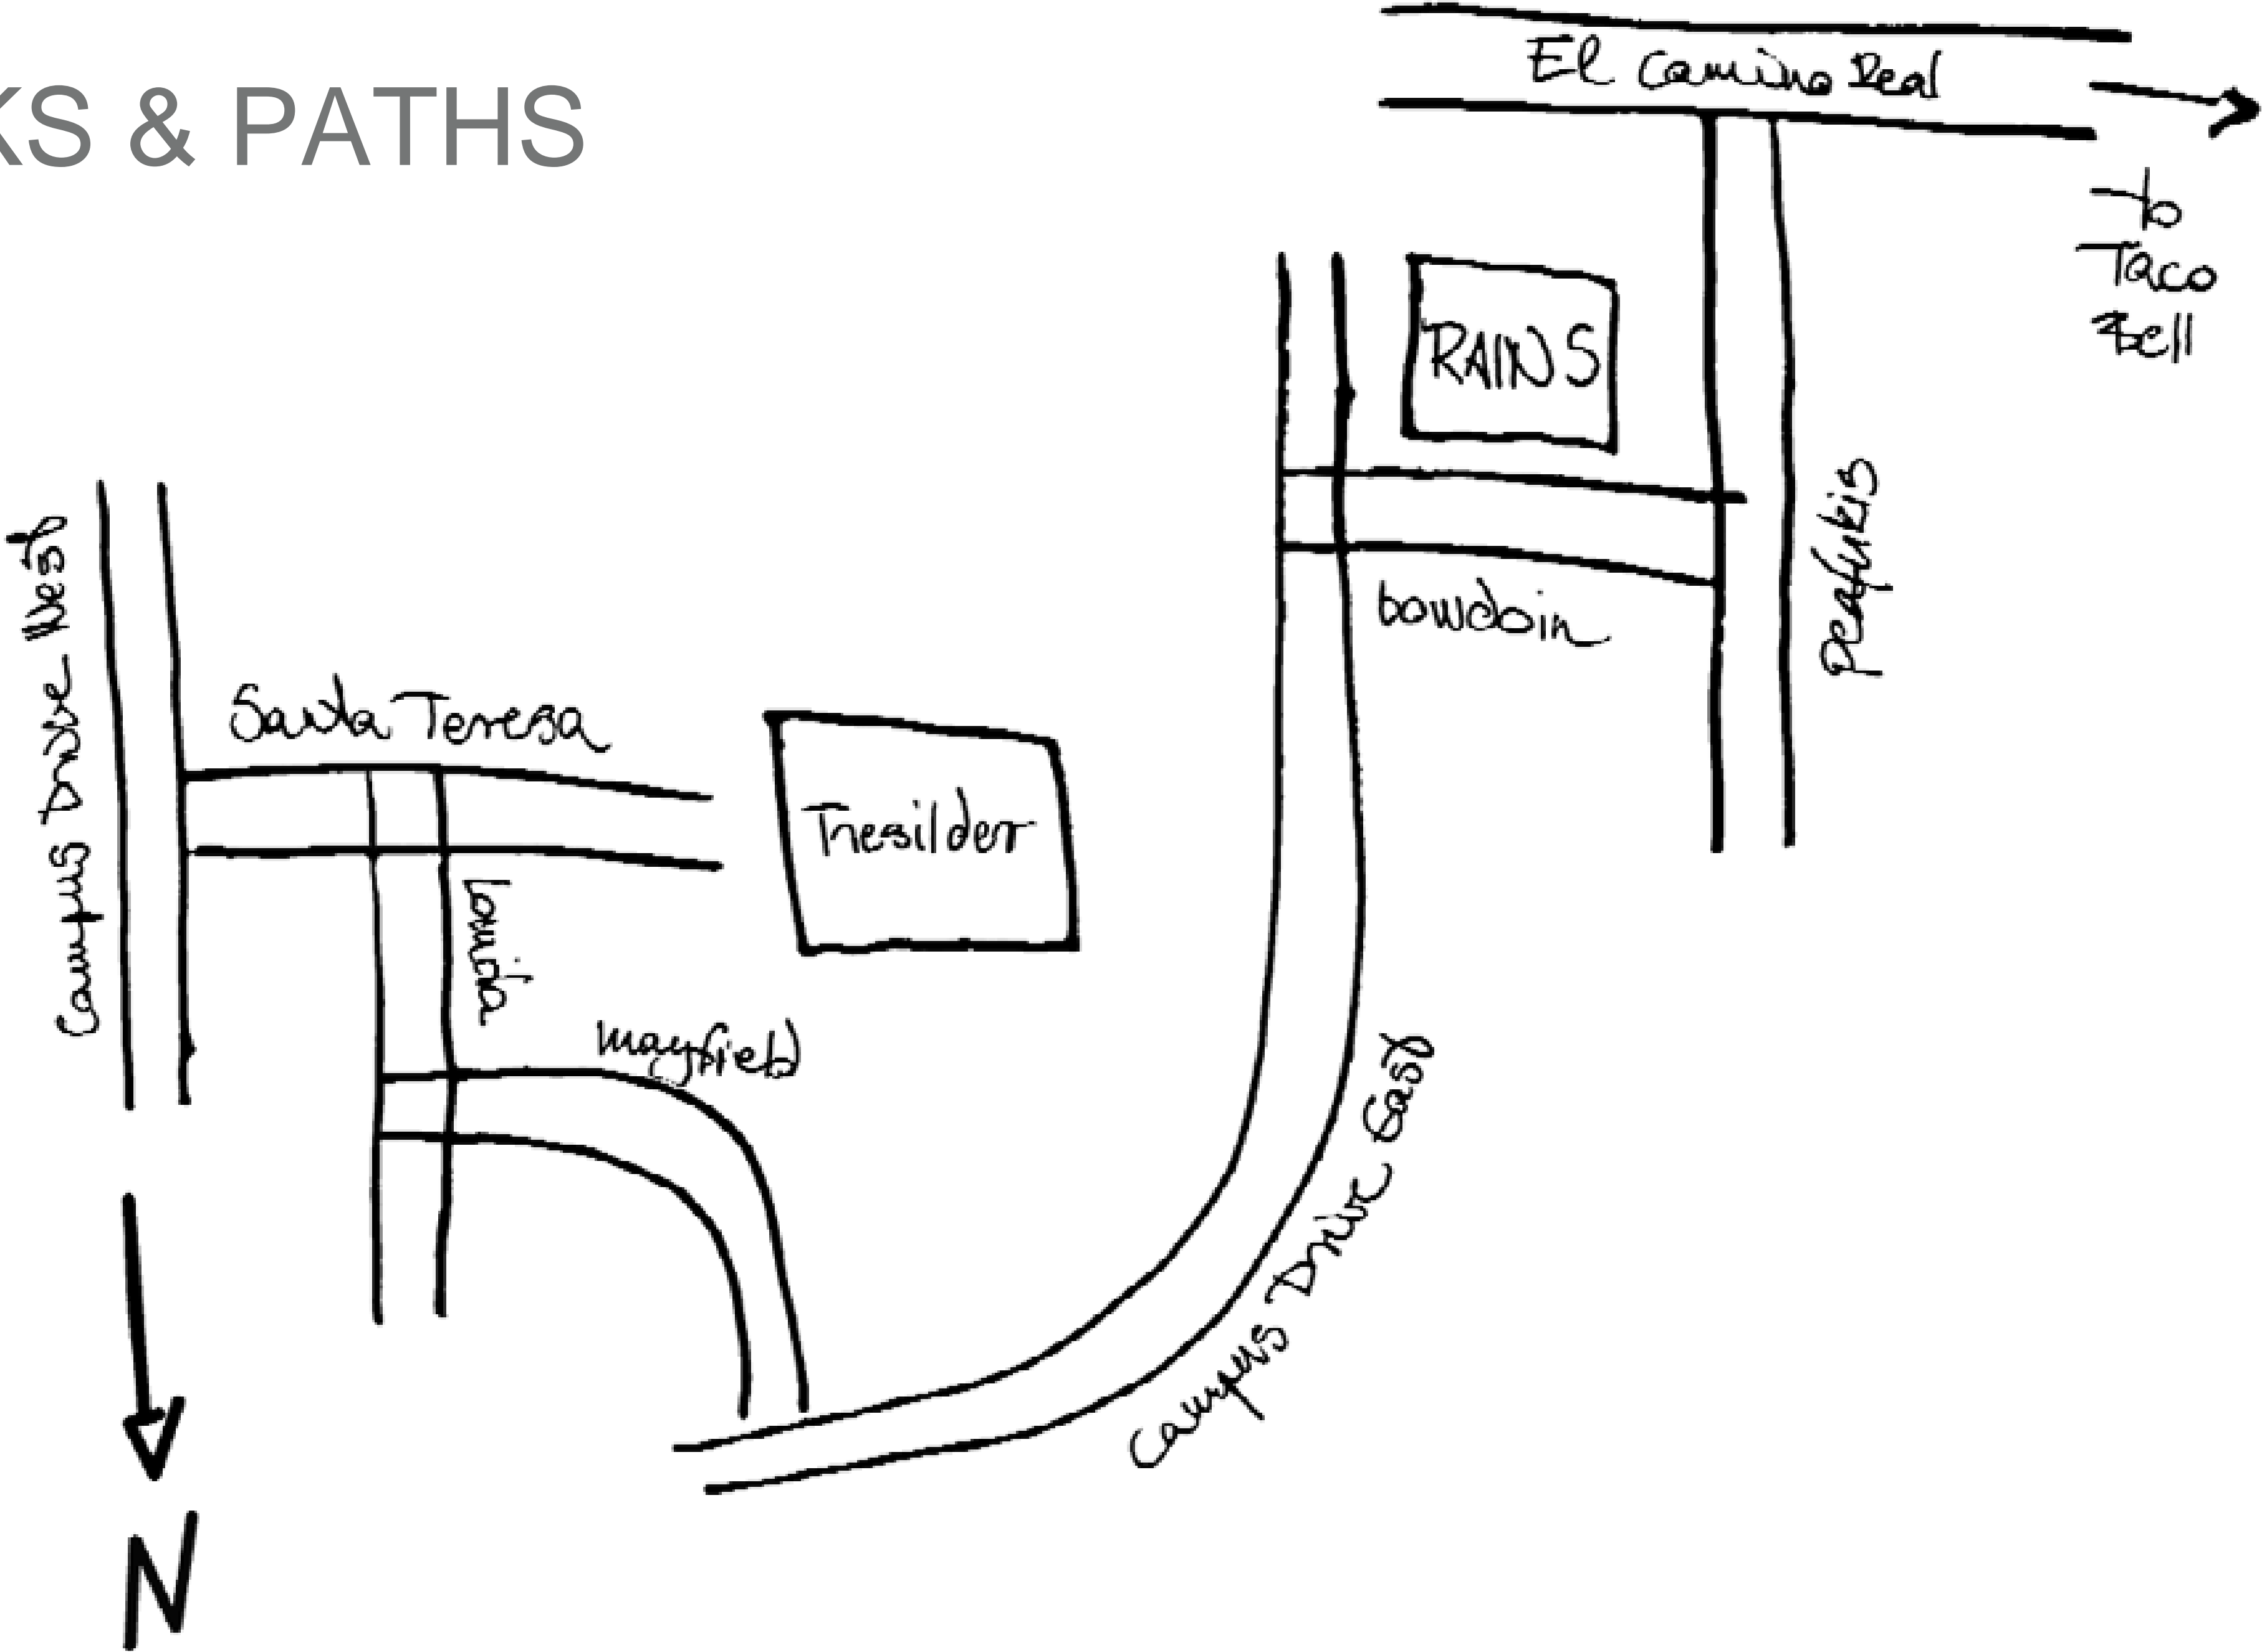 KS & PATHS
El Camino Real
to
Taco
Bell
RAINS
bowdoin
peafukis
Campus Drive West
Santa Teresa
Tresilder
Lomita
mayfield
Campus Drive East
N